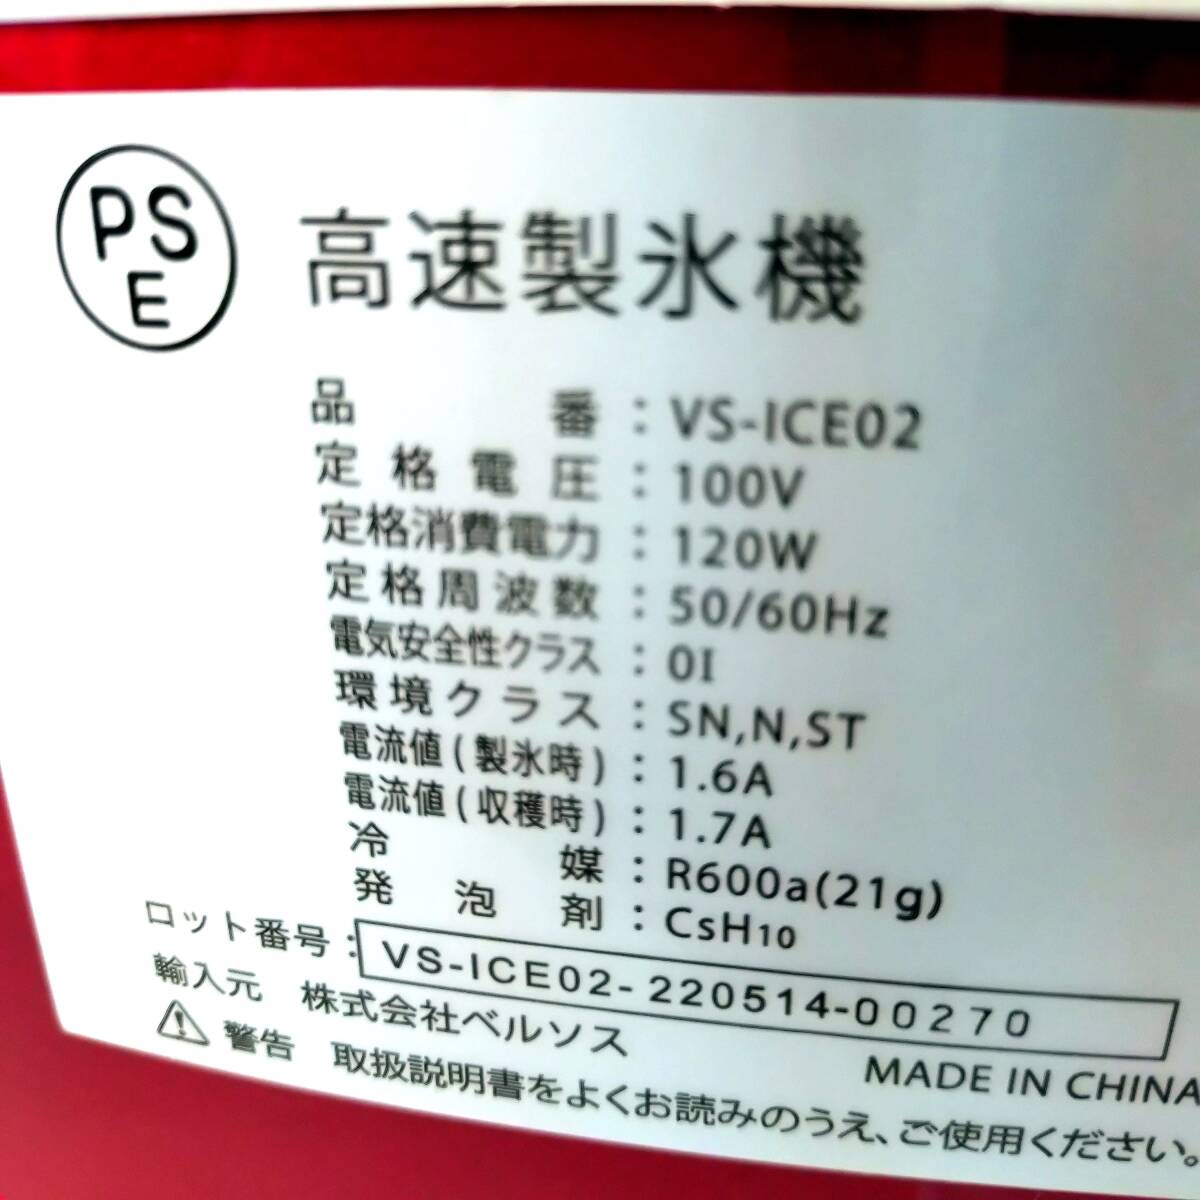 PS
E
高速製氷機
品番：VS-ICE02
定格電圧：100V
定格消費電力：120W
定格周波数：50/60Hz
電気安全性クラス：0I
環境クラス：SN,N,ST
電流値(製氷時)：1.6A
電流値(収穫時)：1.7A
冷媒：R600a(21g)
発泡剤：CsH10
ロット番号：VS-ICE02-220514-00270
輸入元 株式会社ベルソス
MADE IN CHINA
⚠警告 取扱説明書をよくお読みのうえ、ご使用ください。